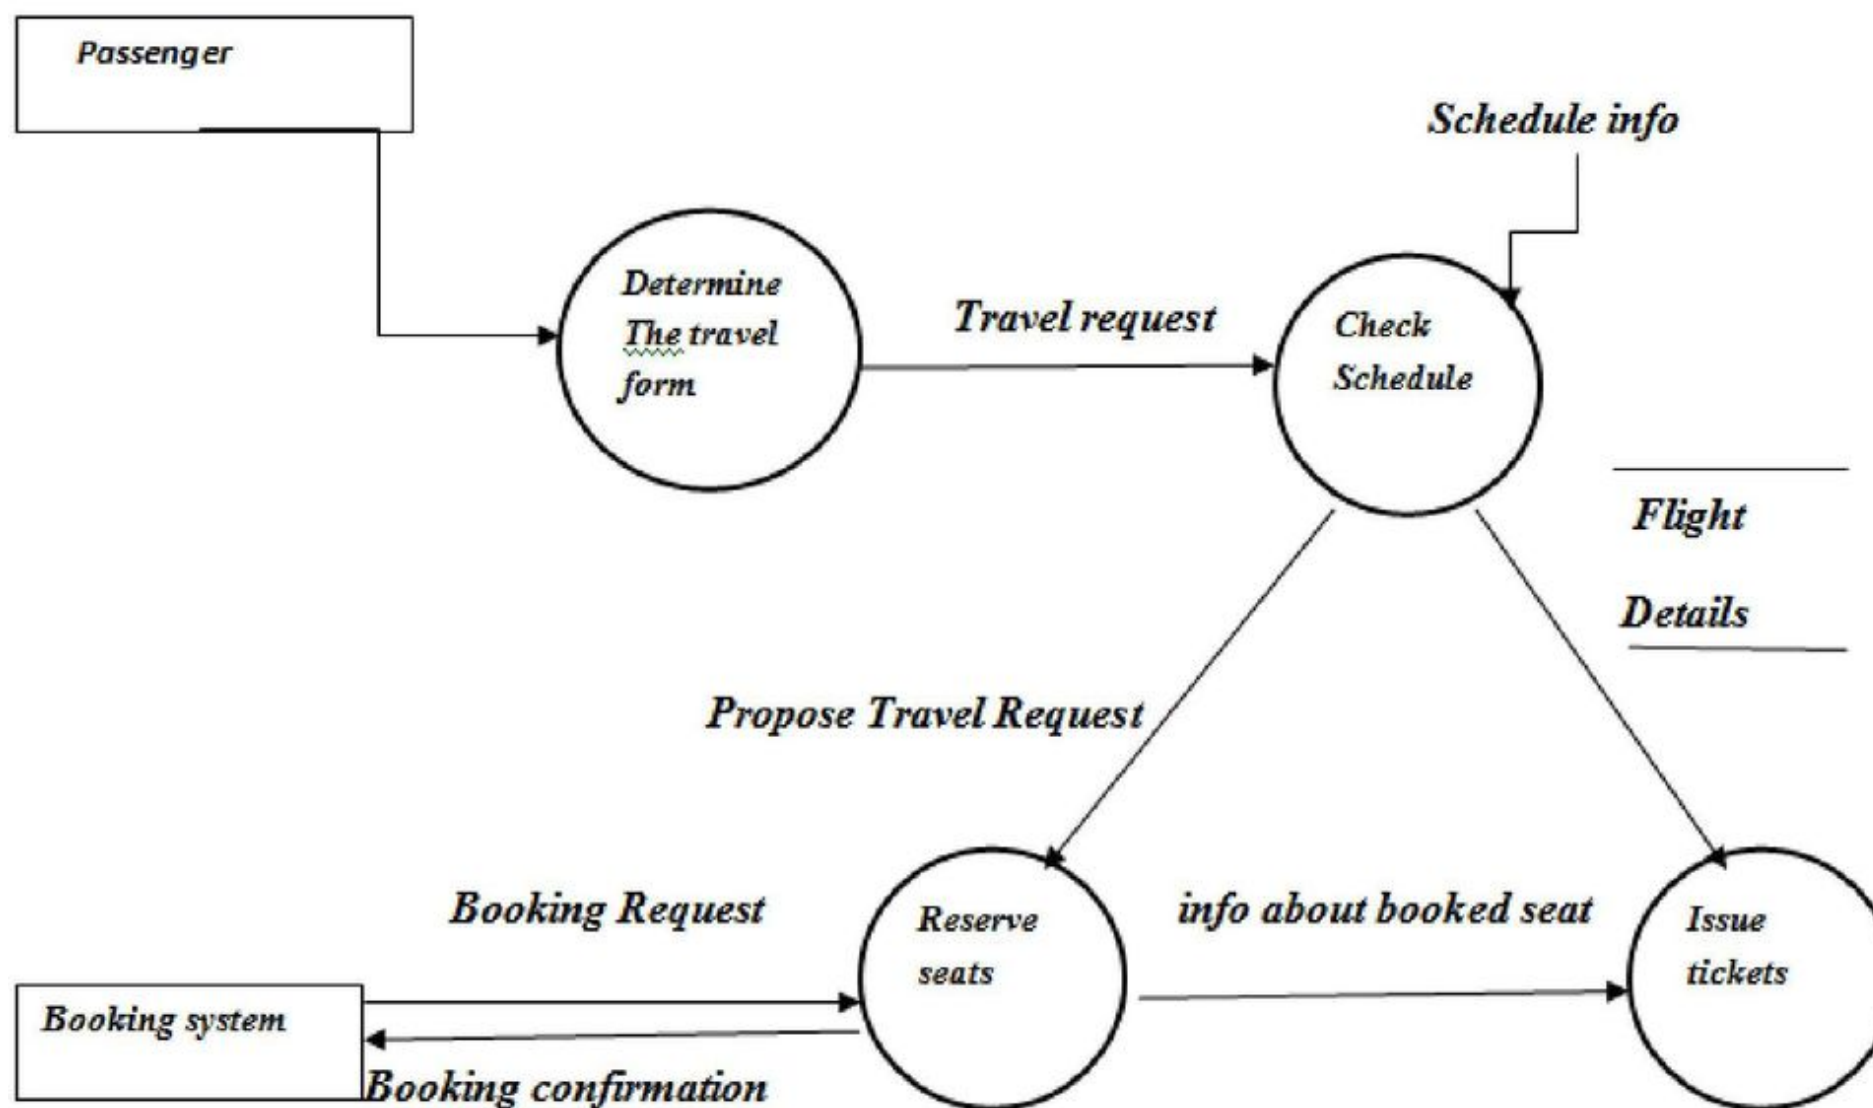 Passenger
Schedule info
Determine
The travel
form
Travel request
Check
Schedule
Flight
Details
Propose Travel Request
Booking Request
Reserve
seats
info about booked seat
Issue
tickets
Booking system
Booking confirmation